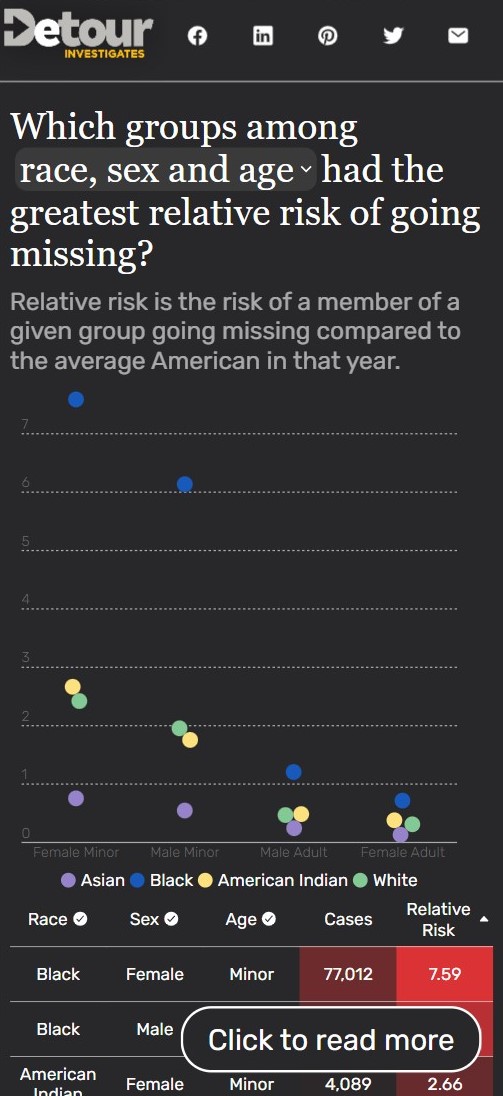 Detour
INVESTIGATES
Which groups among
race, sex and age had the
greatest relative risk of going
missing?
Relative risk is the risk of a member of a
given group going missing compared to
the average American in that year.
7
6
5
4
3
2
1
0
Female Minor Male Minor Male Adult Female Adult
Asian Black American Indian White
Race Sex Age Cases Relative
Risk
Black Female Minor 77,012 7.59
Black Male
Click to read more
American
Indian
Female Minor 4,089 2.66